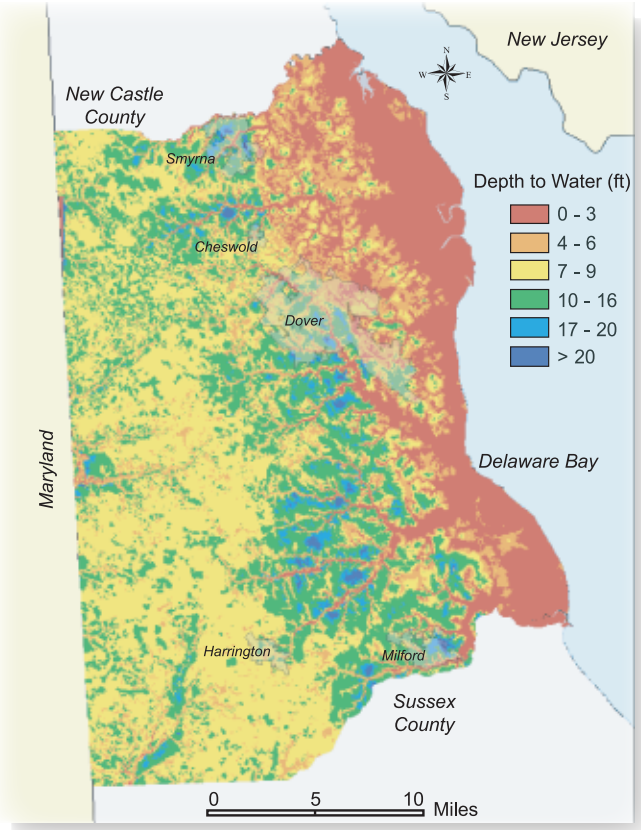 New Jersey
N
W
E
S
New Castle
County
Smyrna
Depth to Water (ft)
0 - 3
4 - 6
7 - 9
10 - 16
17 - 20
> 20
Cheswold
Dover
Maryland
Delaware Bay
Harrington
Milford
Sussex
County
0
5
10
Miles